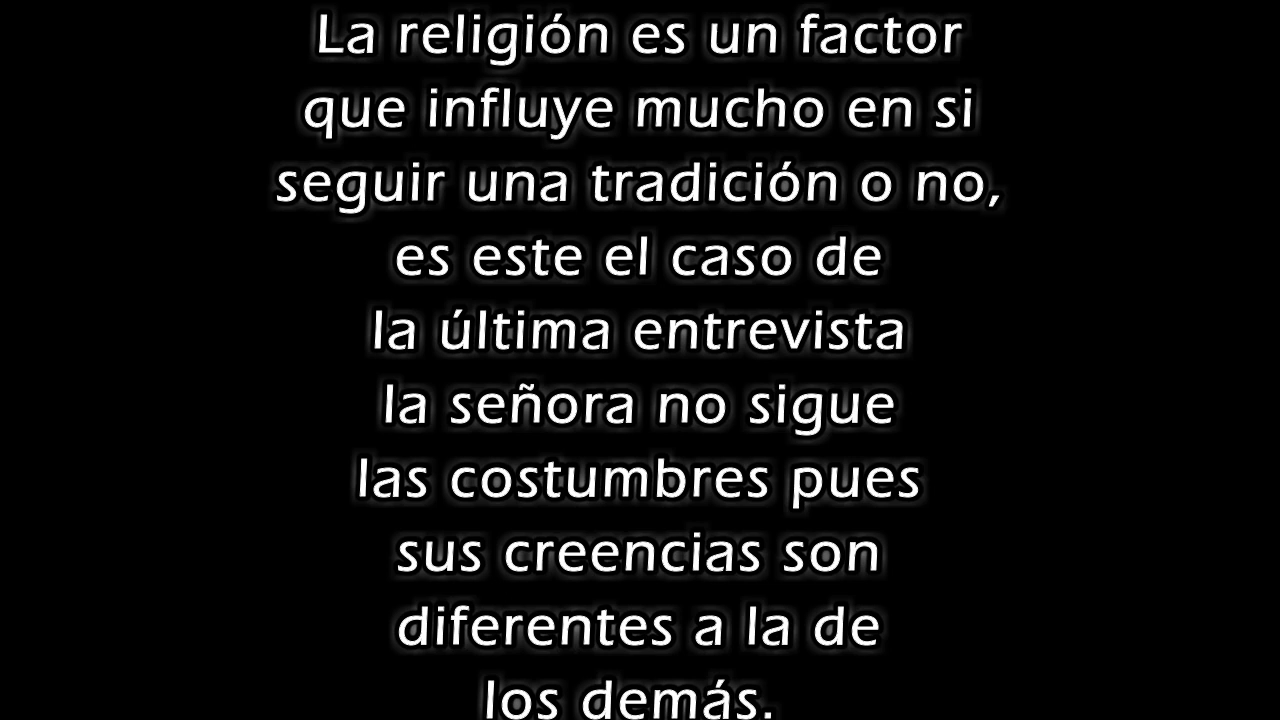 La religión es un factor
que influye mucho en si
seguir una tradición o no,
es este el caso de
la última entrevista
la señora no sigue
las costumbres pues
sus creencias son
diferentes a la de
los demás.